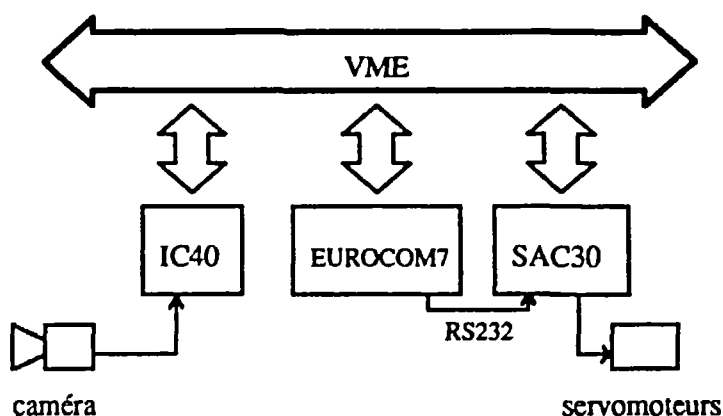 VME
IC40
EUROCOM7
SAC30
RS232
caméra
servomoteurs